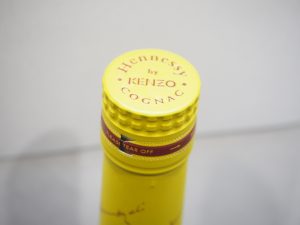 Hennessy
by
KENZO
COGNAC
TEAR OFF